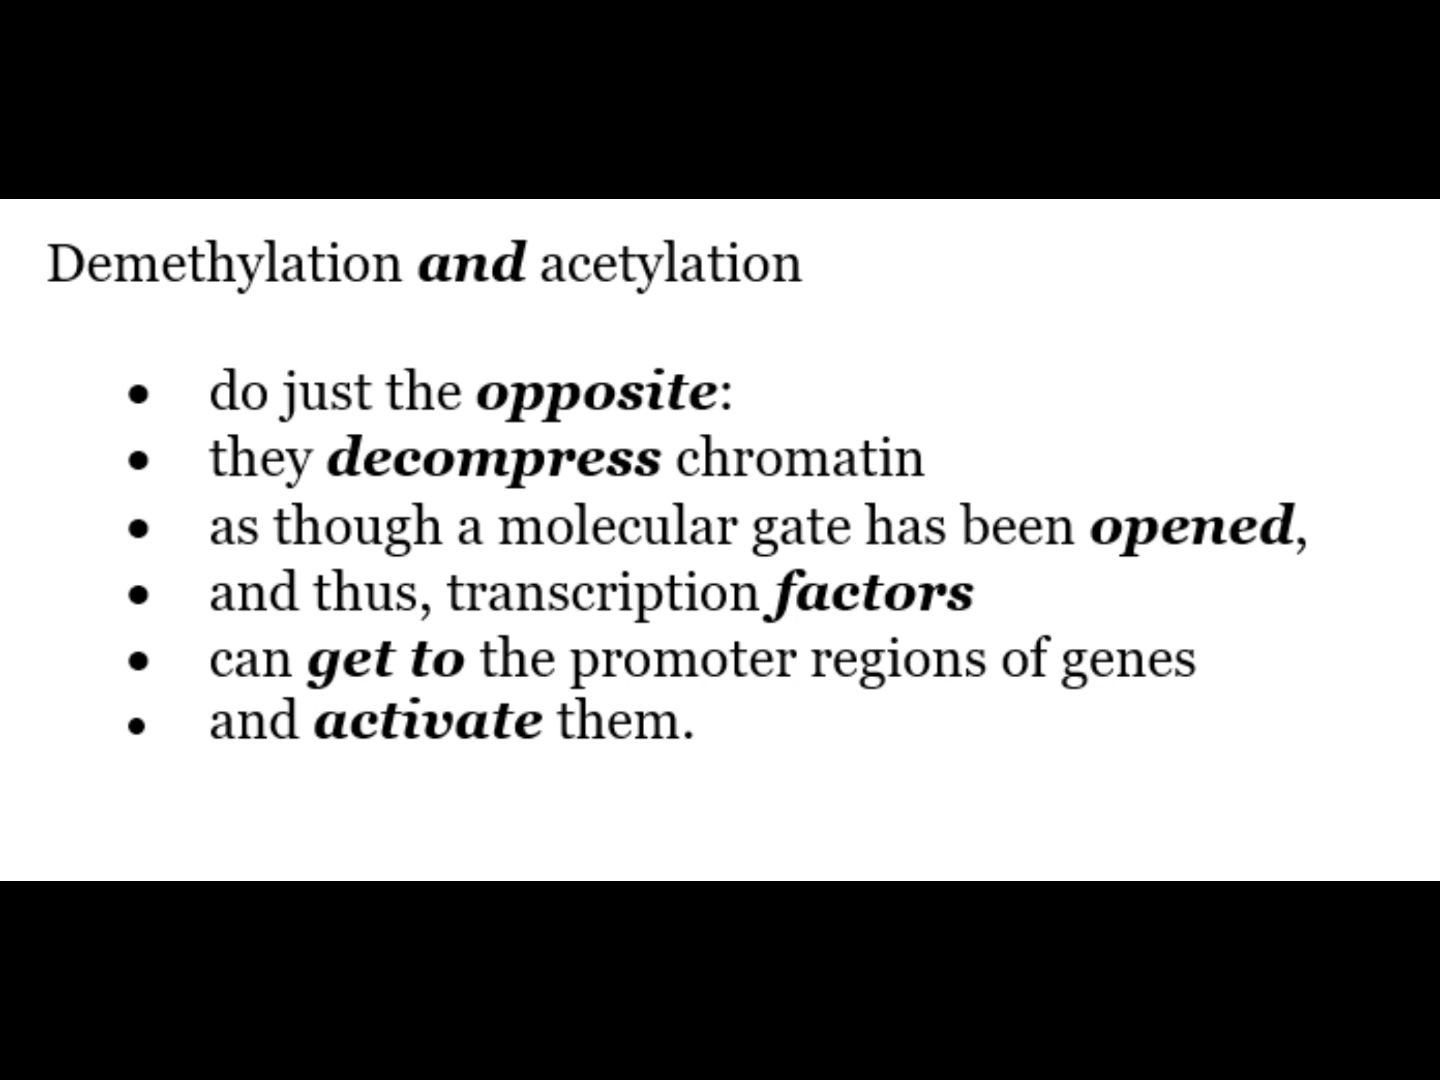 Demethylation and acetylation
• do just the opposite:
• they decompress chromatin
• as though a molecular gate has been opened,
• and thus, transcription factors
• can get to the promoter regions of genes
• and activate them.